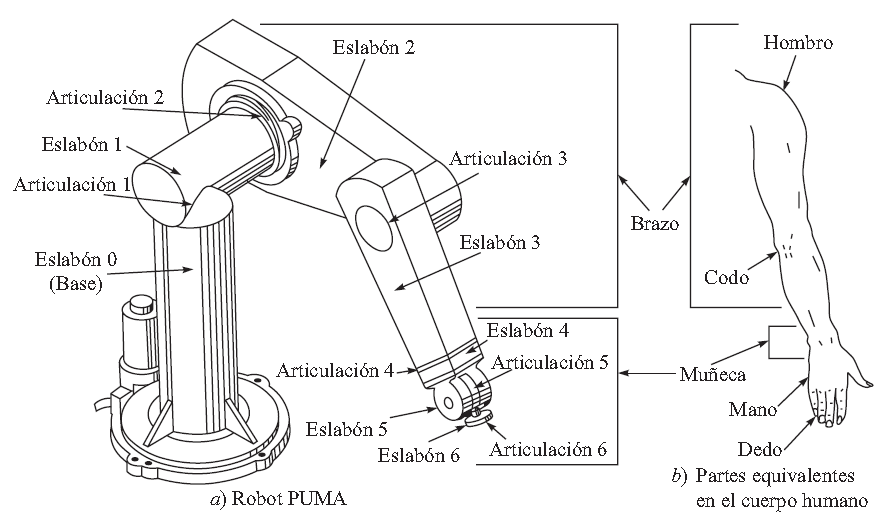 Eslabón 2
Articulación 2
Eslabón 1
Articulación 1
Eslabón 0
(Base)
Articulación 3
Eslabón 3
Eslabón 4
Articulación 4
Articulación 5
Eslabón 5
Eslabón 6
Articulación 6
a) Robot PUMA
Brazo
Muñeca
Hombro
Codo
Mano
Dedo
b) Partes equivalentes
en el cuerpo humano